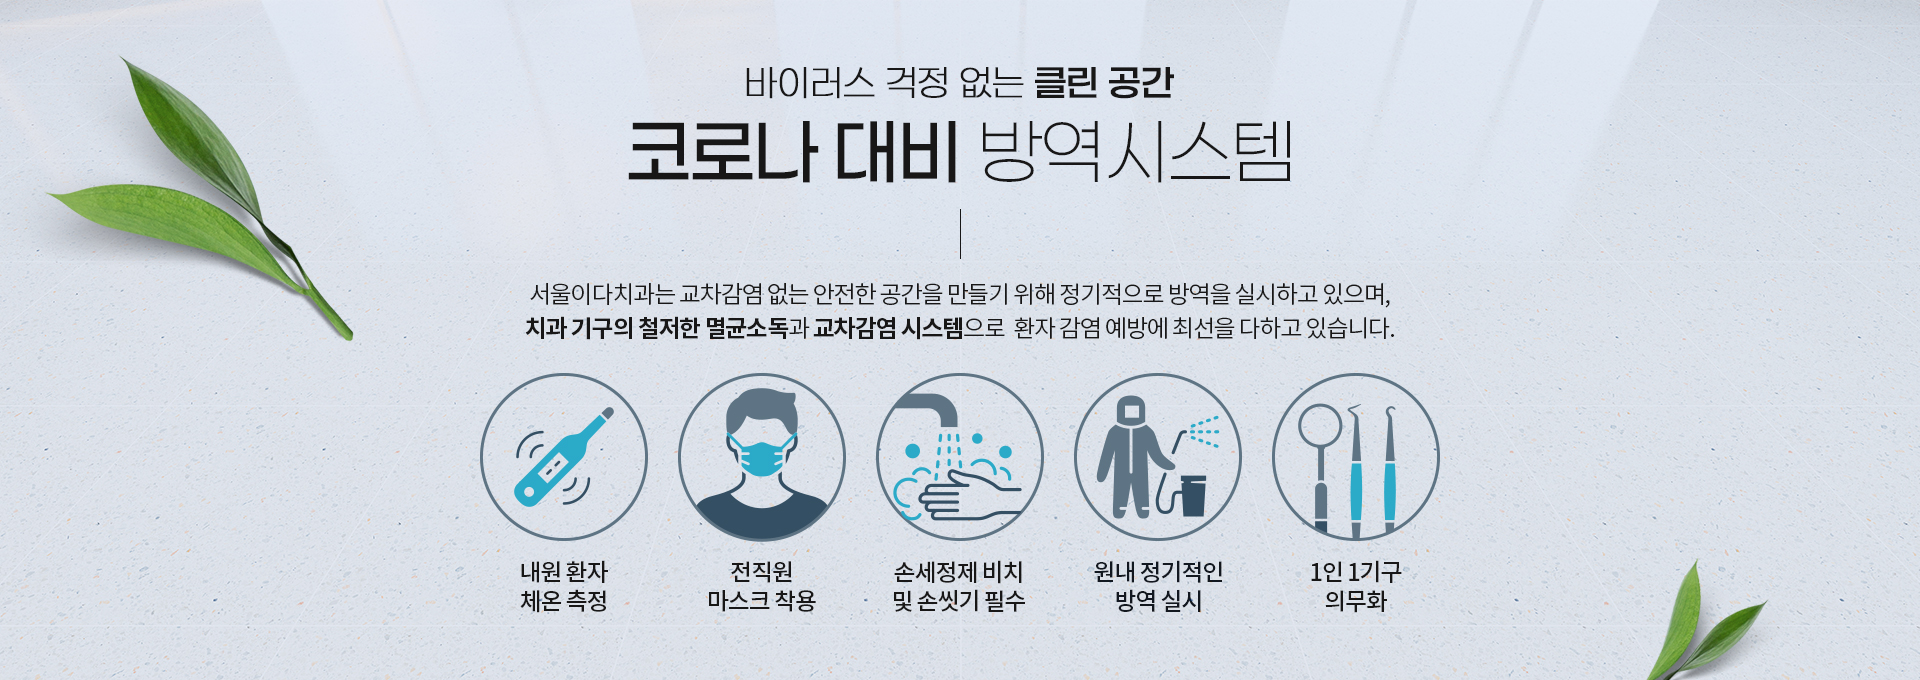 바이러스 걱정 없는 클린 공간
코로나 대비 방역시스템
서울이다치과는 교차감염 없는 안전한 공간을 만들기 위해 정기적으로 방역을 실시하고 있으며,
치과 기구의 철저한 멸균소독과 교차감염 시스템으로 환자 감염 예방에 최선을 다하고 있습니다.
내원 환자
체온 측정
전직원
마스크 착용
손세정제 비치
및 손씻기 필수
원내 정기적인
방역 실시
1인 1기구
의무화